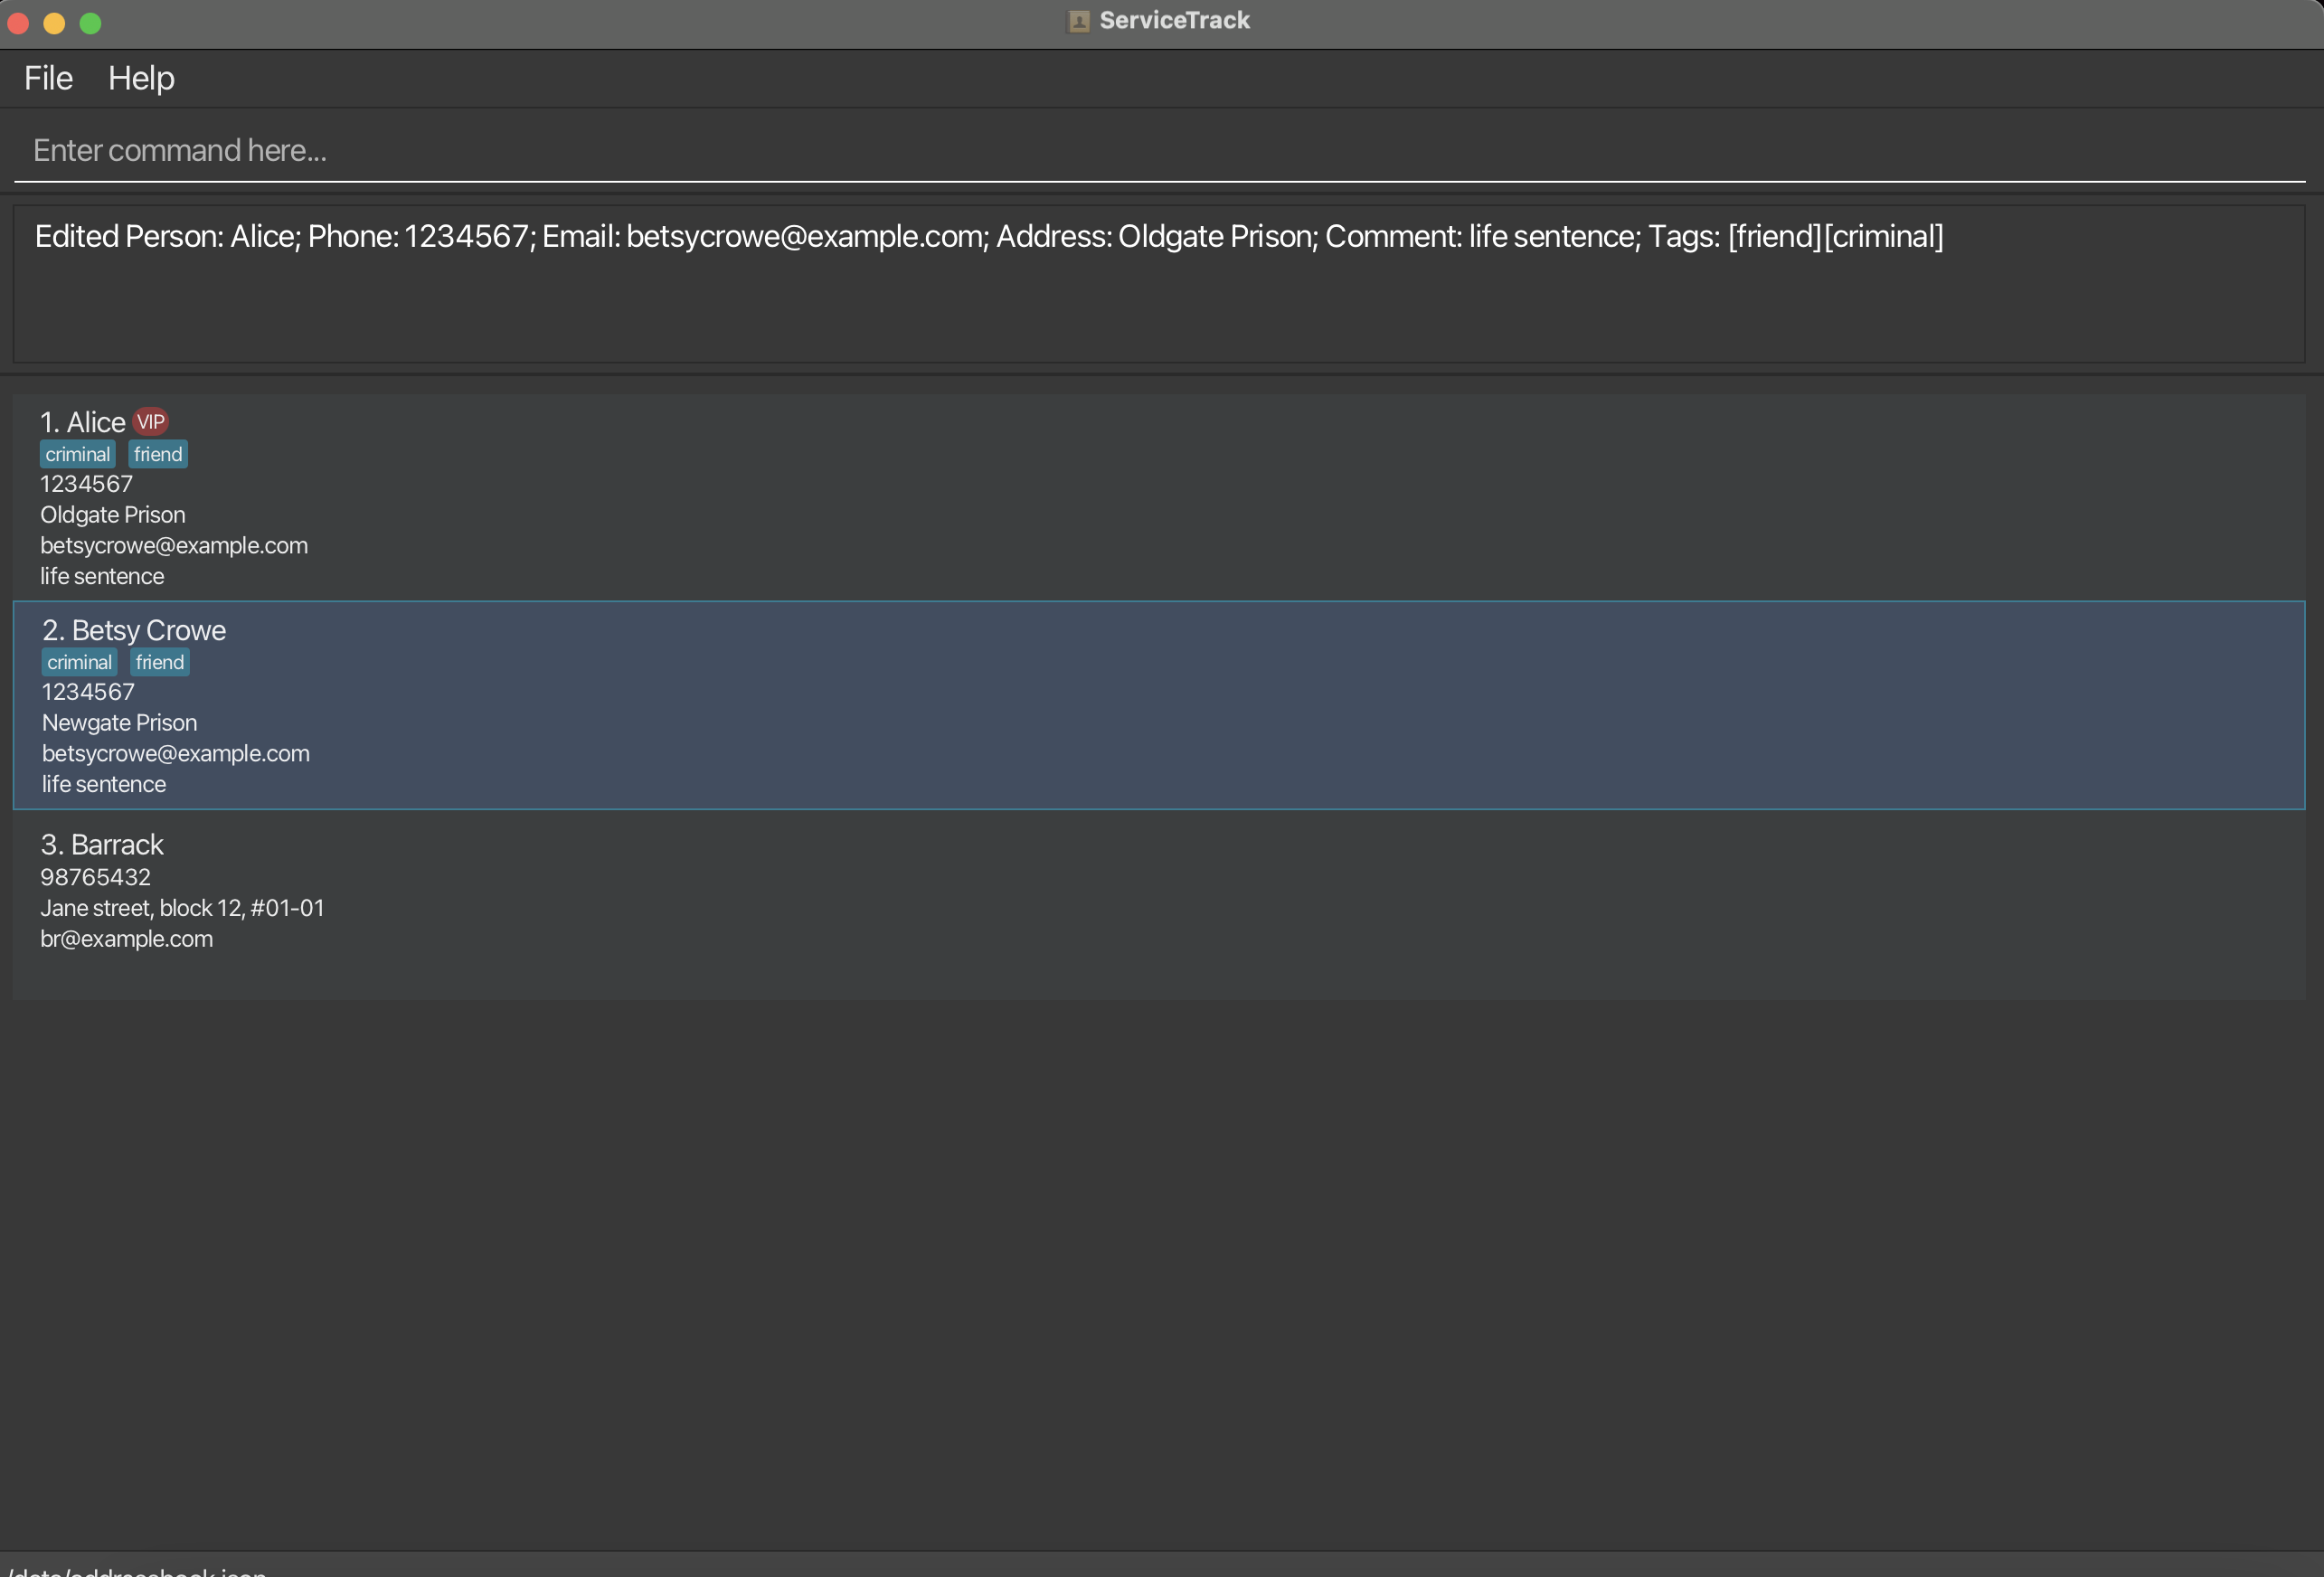 ServiceTrack
File Help
Enter command here...
Edited Person: Alice; Phone: 1234567; Email: betsycrowe@example.com; Address: Oldgate Prison; Comment: life sentence; Tags: [friend][criminal]
1. Alice VIP
criminal friend
1234567
Oldgate Prison
betsycrowe@example.com
life sentence
2. Betsy Crowe
criminal friend
1234567
Newgate Prison
betsycrowe@example.com
life sentence
3. Barrack
98765432
Jane street, block 12, #01-01
br@example.com
/data/addressbook.json